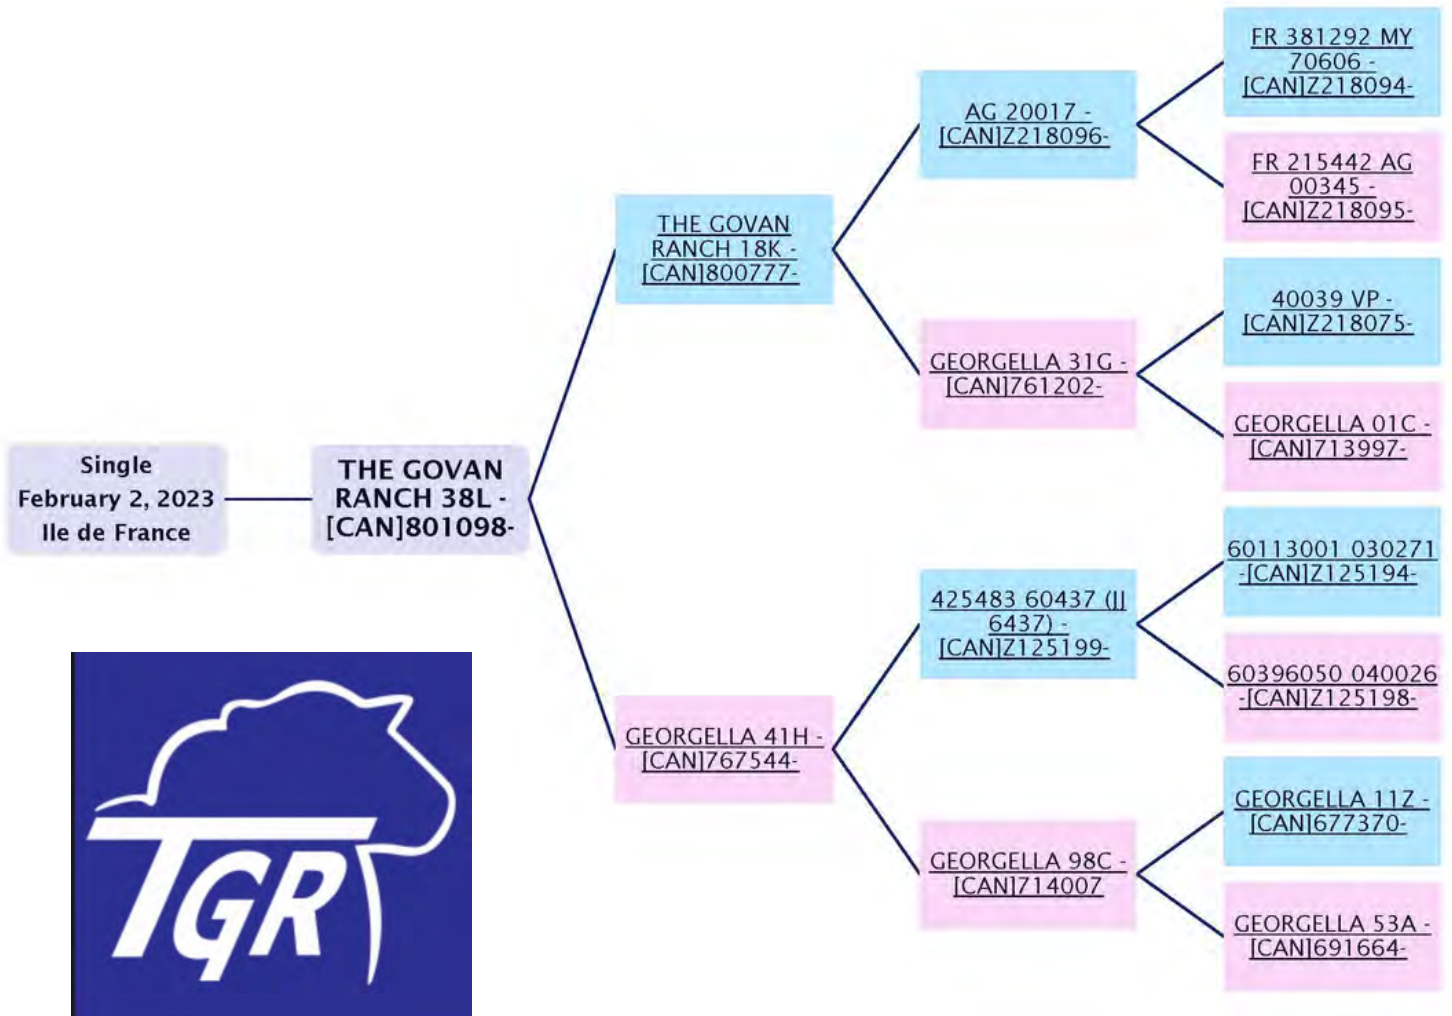 Single
February 2, 2023
Ile de France
THE GOVAN
RANCH 38L -
[CAN]801098-
THE GOVAN
RANCH 18K -
[CAN]800777-
GEORGELLA 41H -
[CAN]767544-
AG 20017 -
[CAN]Z218096-
GEORGELLA 31G -
[CAN]761202-
425483 60437 (JJ
6437) -
[CAN]Z125199-
GEORGELLA 98C -
[CAN]714007
FR 381292 MY
70606 -
[CAN]Z218094-
FR 215442 AG
00345 -
[CAN]Z218095-
40039 VP -
[CAN]Z218075-
GEORGELLA 01C -
[CAN]713997-
60113001 030271
-[CAN]Z125194-
60396050 040026
-[CAN]Z125198-
GEORGELLA 11Z -
[CAN]677370-
GEORGELLA 53A -
[CAN]691664-
TGR